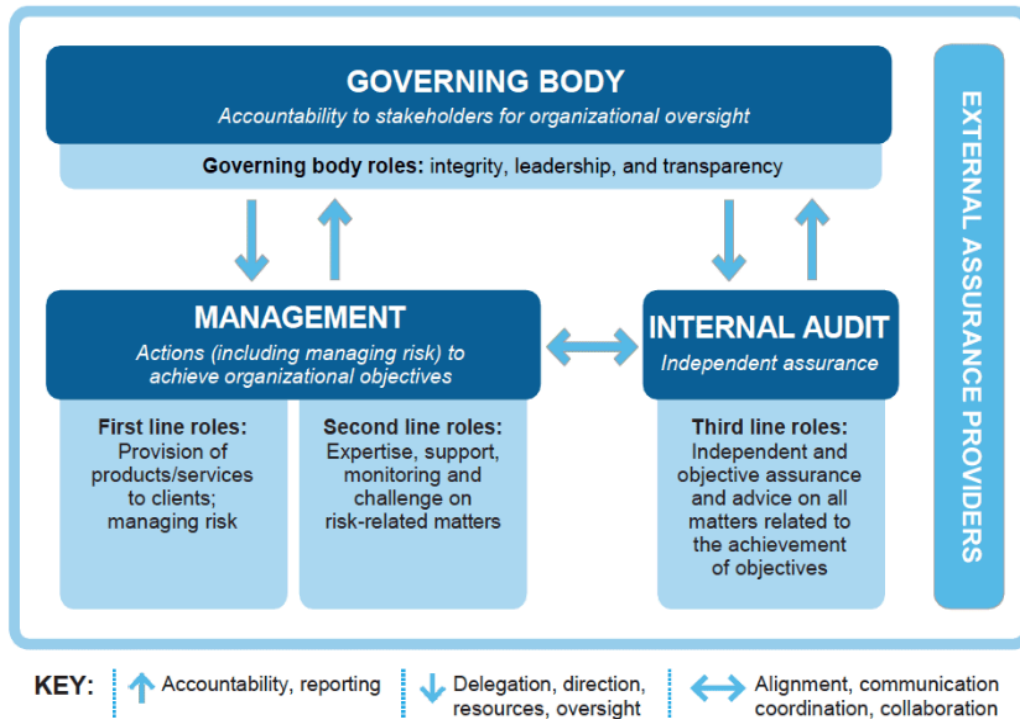 GOVERNING BODY
Accountability to stakeholders for organizational oversight
Governing body roles: integrity, leadership, and transparency
MANAGEMENT
Actions (including managing risk) to
achieve organizational objectives
First line roles:
Provision of
products/services
to clients;
managing risk
Second line roles:
Expertise, support,
monitoring and
challenge on
risk-related matters
INTERNAL AUDIT
Independent assurance
Third line roles:
Independent and
objective assurance
and advice on all
matters related to
the achievement
of objectives
EXTERNAL ASSURANCE PROVIDERS
KEY:
Accountability, reporting
Delegation, direction,
resources, oversight
Alignment, communication
coordination, collaboration